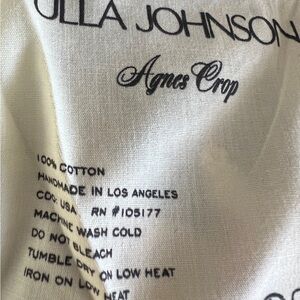 ULLA JOHNSON
Agnes Crop
100% COTTON
HANDMADE IN LOS ANGELES
COO: USA RN #105177
MACHINE WASH COLD
DO NOT BLEACH
TUMBLE DRY ON LOW HEAT
IRON ON LOW HEAT